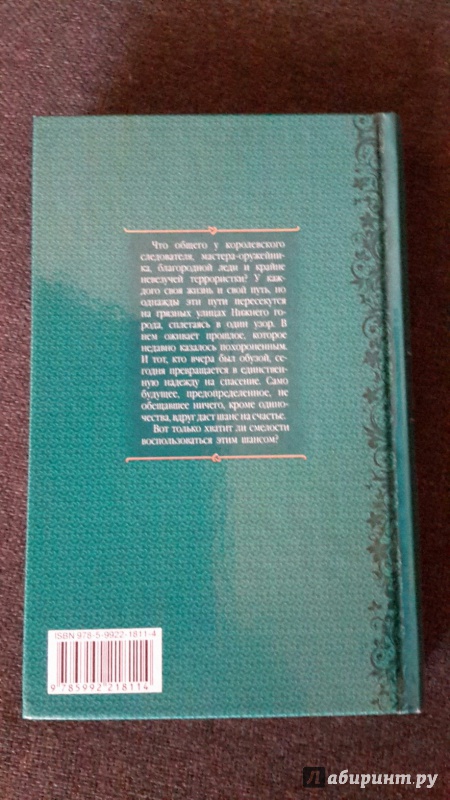 Что общего у королевского
следователя, мастера-оружейни-
ка, благородной леди и крайне
невезучей террористки? У каж-
дого своя жизнь и свой путь, но
однажды эти пути пересекутся
на грязных улицах Нижнего го-
рода, сплетаясь в один узор. В
нем оживает прошлое, которое
недавно казалось похороненным.
И тот, кто вчера был обузой, се-
годня превращается в единствен-
ную надежду на спасение. Само
будущее, предопределенное, не
обещавшее ничего, кроме одино-
чества, вдруг даст шанс на счастье.
Вот только хватит ли смелости
воспользоваться этим шансом?
ISBN 978-5-9922-1811-4
9 785992 218114
Лабиринт.ру